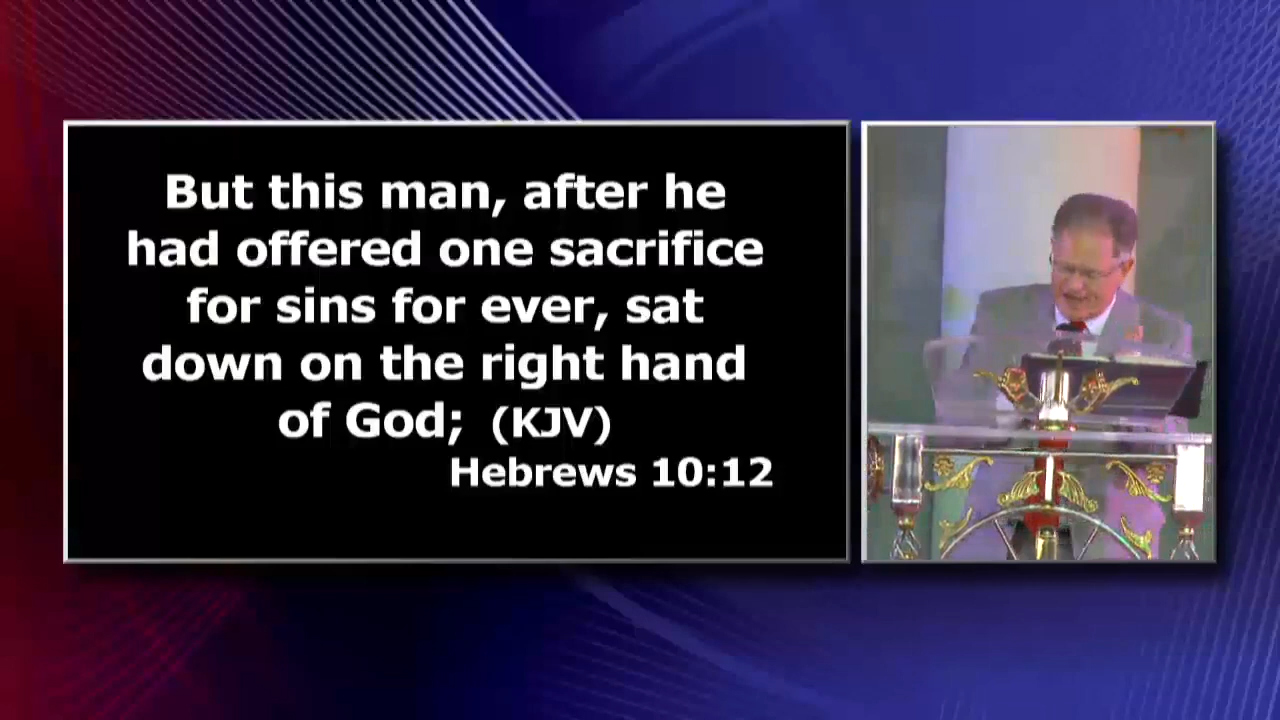 But this man, after he
had offered one sacrifice
for sins for ever, sat
down on the right hand
of God; (KJV)
Hebrews 10:12